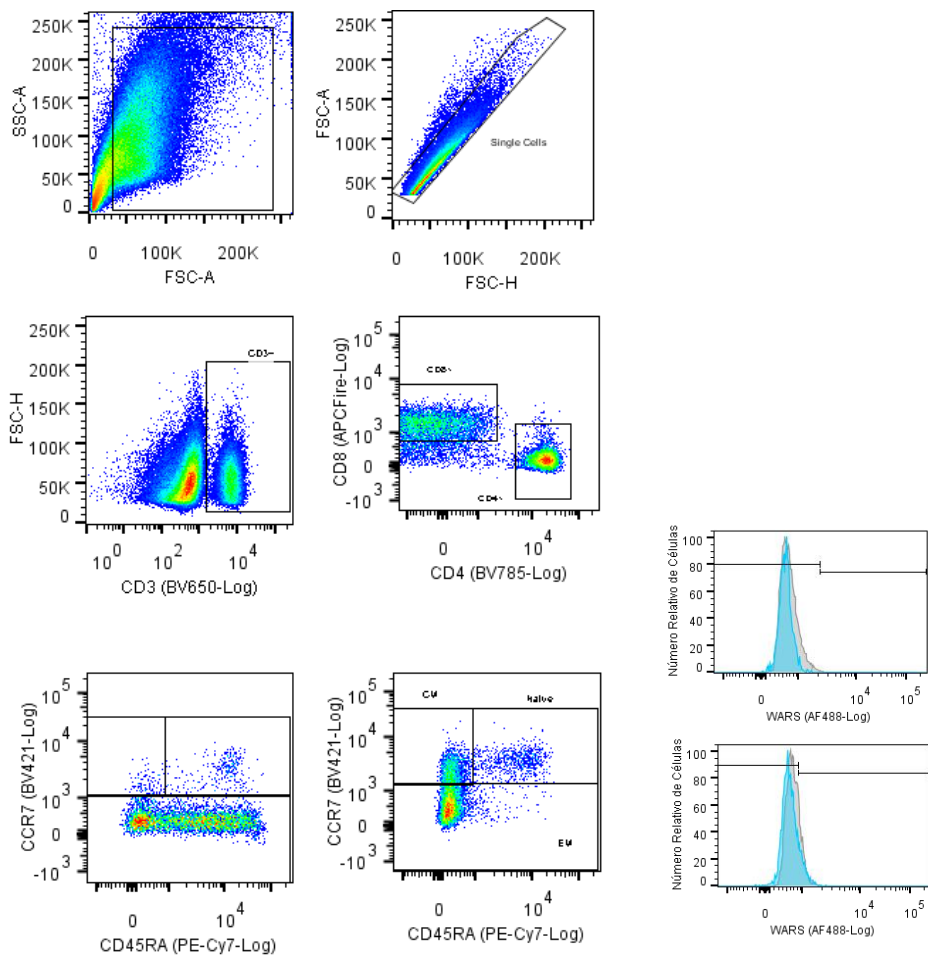 250K
200K
150K
100K
50K
0
SSC-A
0 100K 200K
FSC-A
250K
200K
150K
100K
50K
0
FSC-A
Single Cells
0 100K 200K
FSC-H
250K
200K
150K
100K
50K
0
FSC-H
10^0 10^2 10^4
CD3 (BV650-Log)
10^5
10^4
10^3
0
-10^3
CD8 (APCFire-Log)
0 10^4
CD4 (BV785-Log)
100
80
60
40
20
0
Número Relativo de Células
0 10^4 10^5
WARS (AF488-Log)
10^5
10^4
10^3
0
-10^3
CCR7 (BV421-Log)
0 10^4
CD45RA (PE-Cy7-Log)
10^5
10^4
10^3
0
-10^3
CCR7 (BV421-Log)
CM
Naive
EM
0 10^4
CD45RA (PE-Cy7-Log)
100
80
60
40
20
0
Número Relativo de Células
0 10^4 10^5
WARS (AF488-Log)